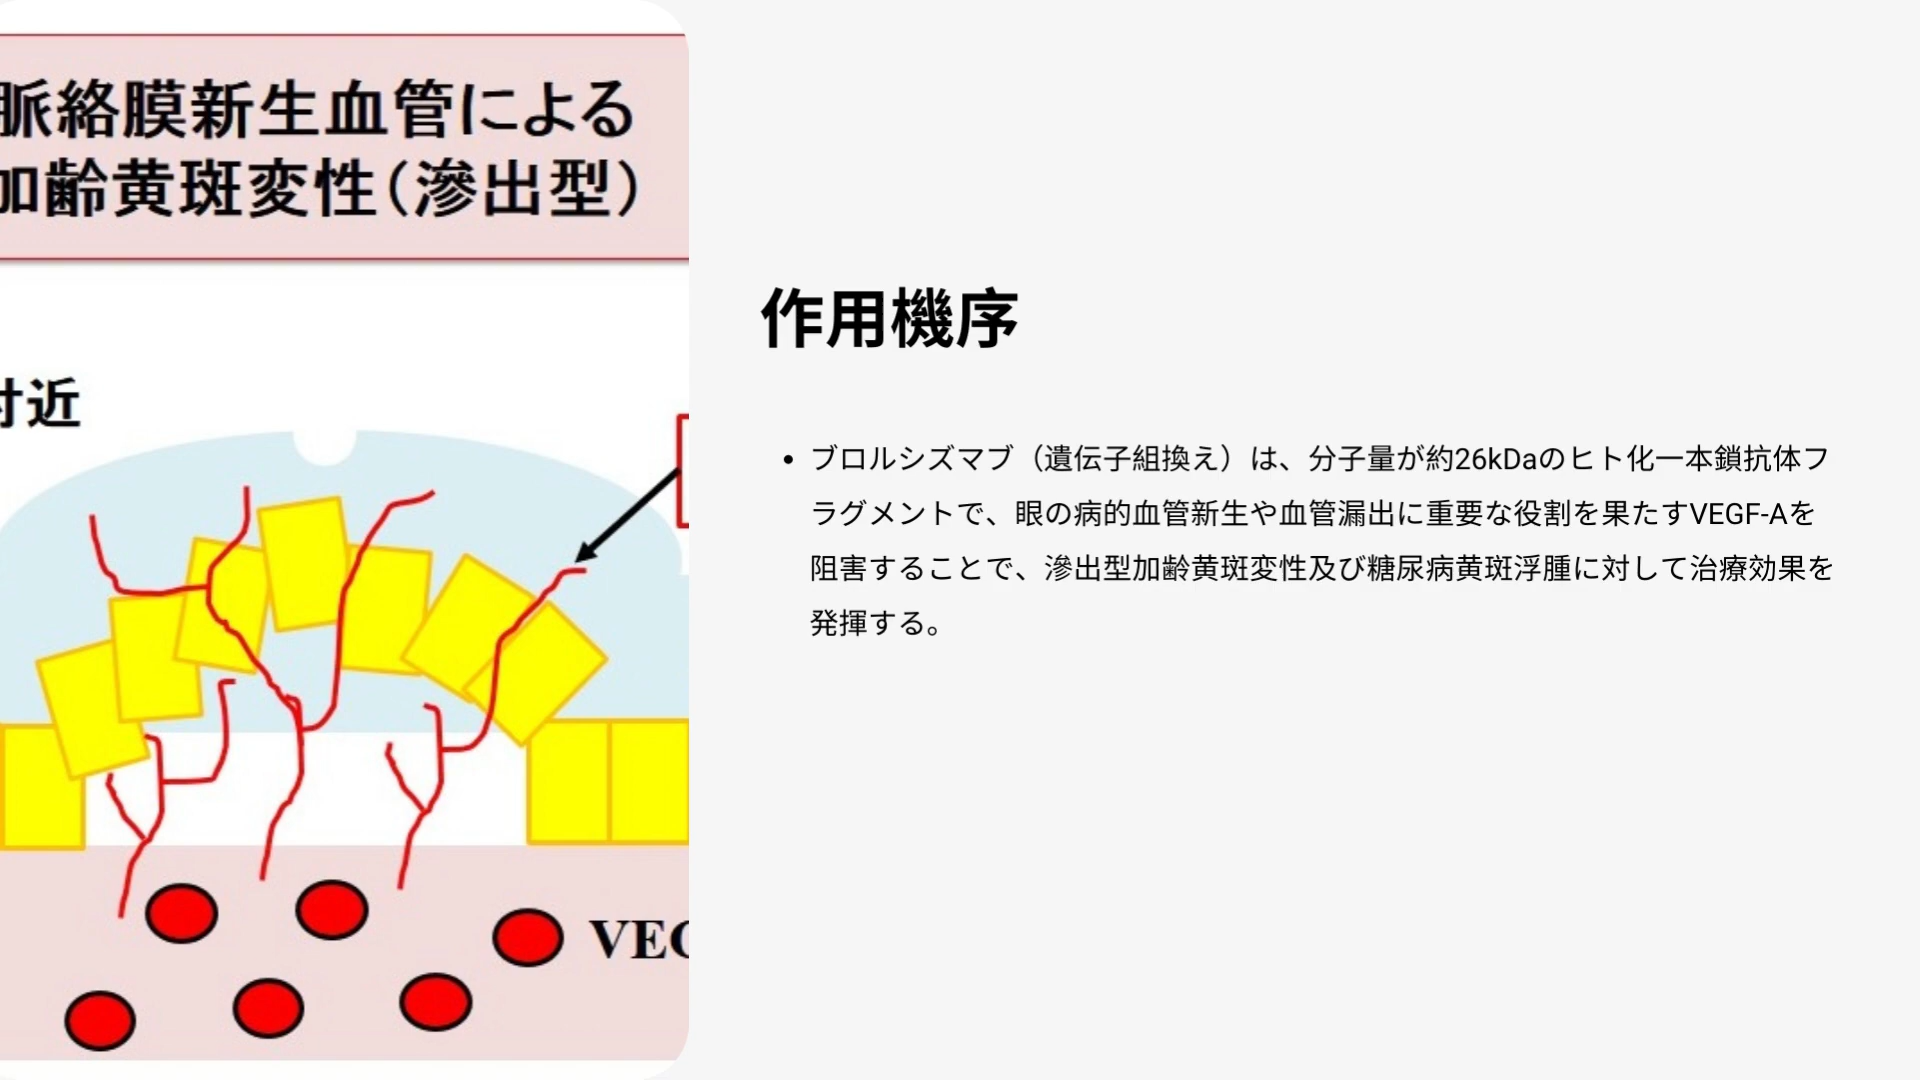 脈絡膜新生血管による
加齢黄斑変性（滲出型）
付近
作用機序
• ブロルシズマブ（遺伝子組換え）は、分子量が約26kDaのヒト化一本鎖抗体フ
ラグメントで、眼の病的血管新生や血管漏出に重要な役割を果たすVEGF-Aを
阻害することで、滲出型加齢黄斑変性及び糖尿病黄斑浮腫に対して治療効果を
発揮する。